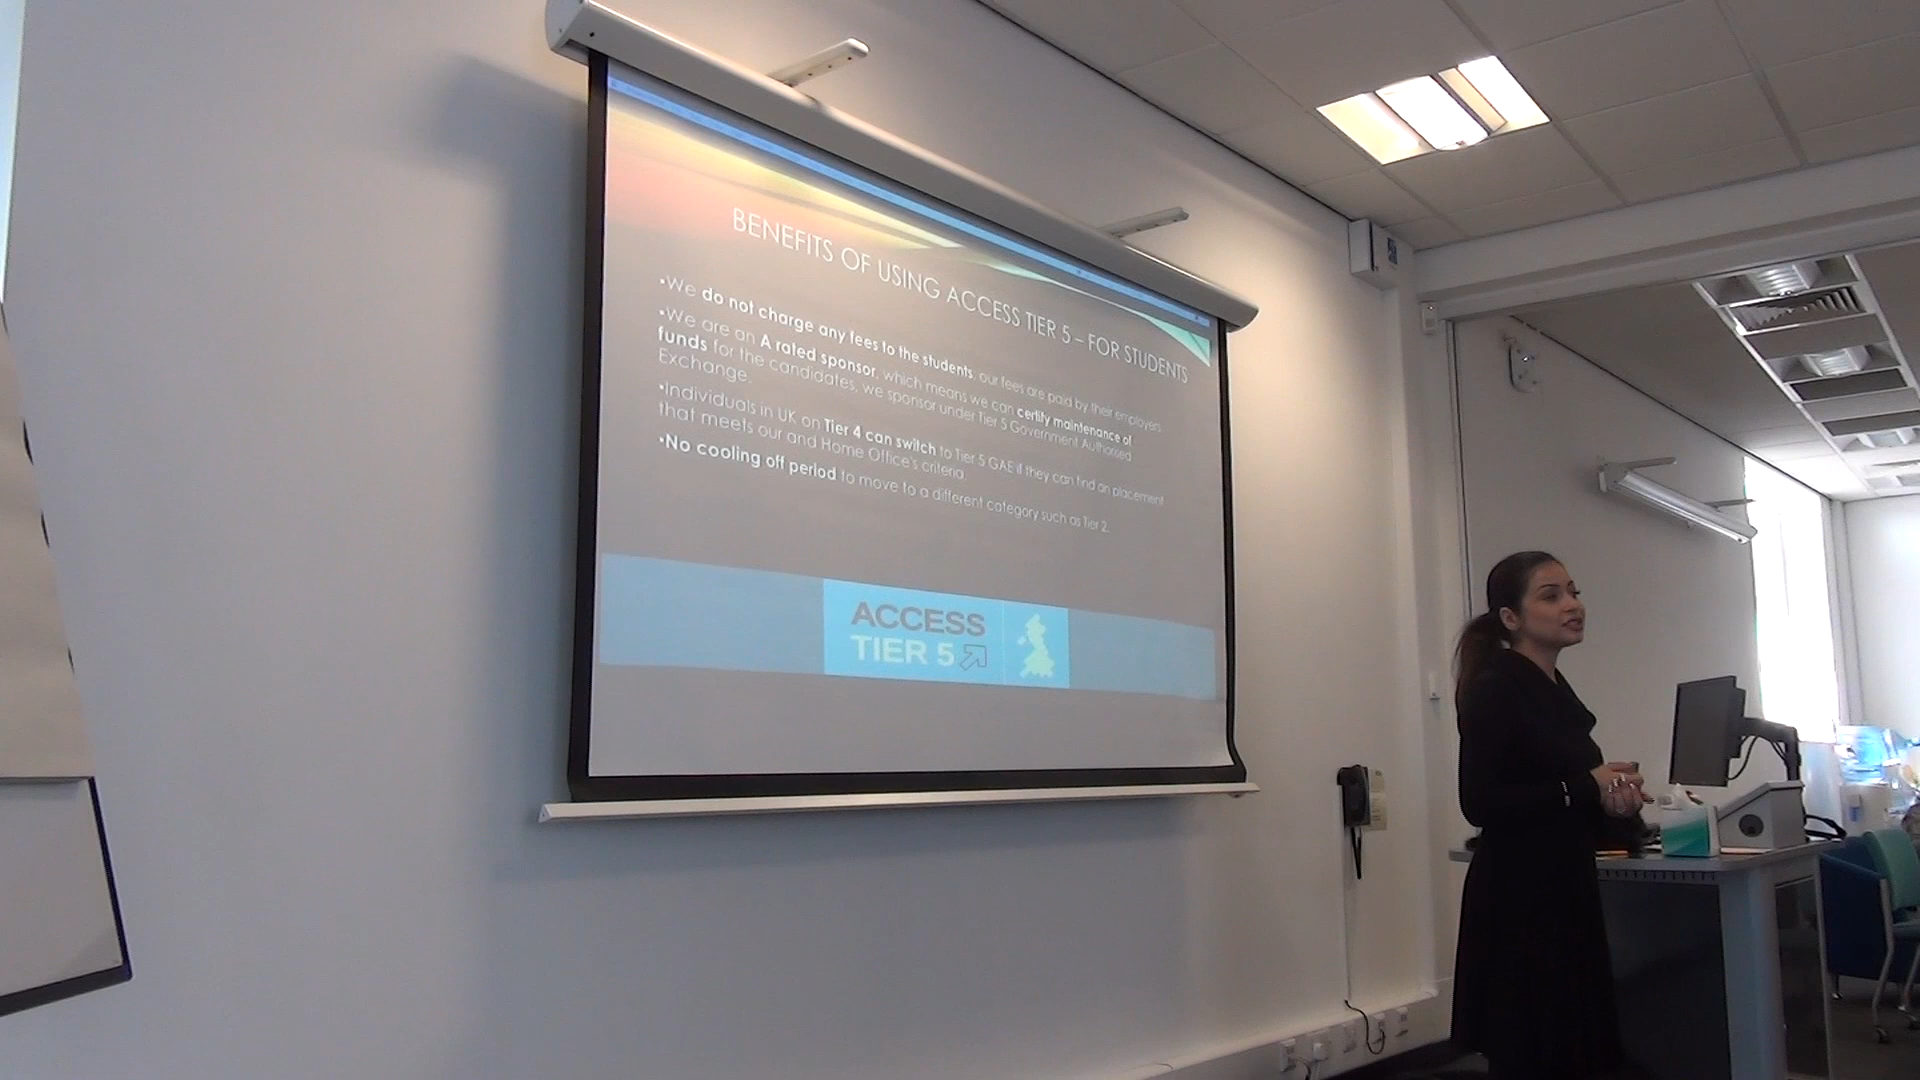 BENEFITS OF USING ACCESS TIER 5 – FOR STUDENTS
•We do not charge any fees to the students, our fees are paid by their employers.
•We are an A rated sponsor, which means we can certify maintenance of
funds for the candidates, we sponsor under Tier 5 Government Authorised
Exchange.
•Individuals in UK on Tier 4 can switch to Tier 5 GAE if they can find an placement
that meets our and Home Office's criteria.
•No cooling off period to move to a different category such as Tier 2.
ACCESS
TIER 5